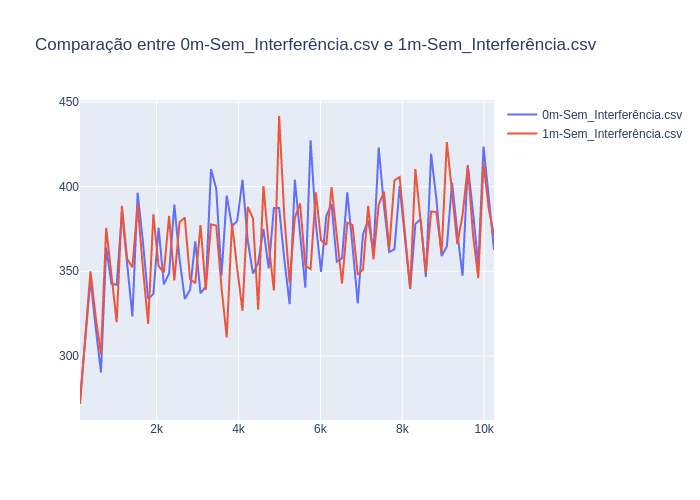 Comparação entre 0m-Sem_Interferência.csv e 1m-Sem_Interferência.csv
0m-Sem_Interferência.csv
1m-Sem_Interferência.csv
450
400
350
300
2k
4k
6k
8k
10k